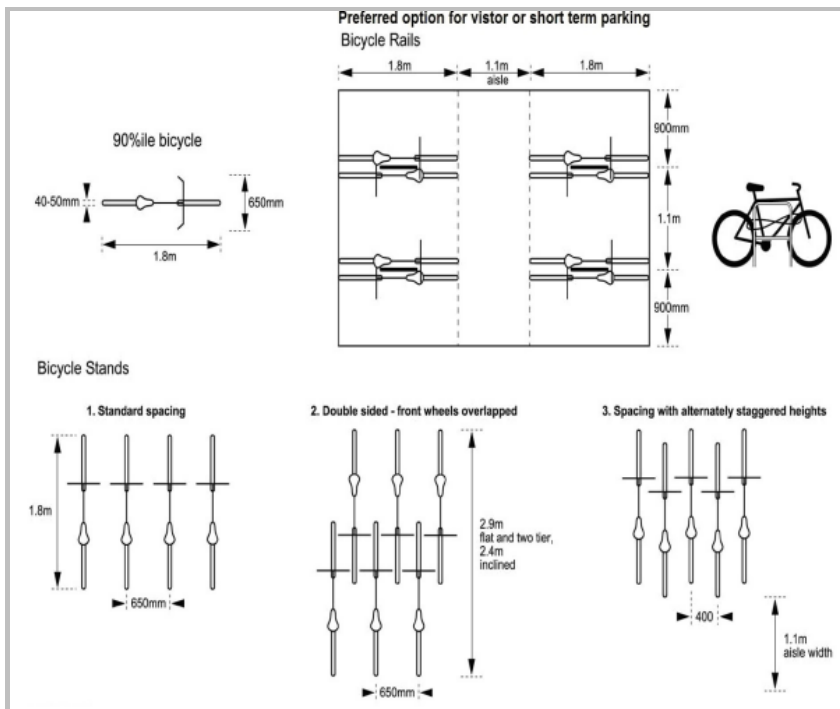 Preferred option for vistor or short term parking
Bicycle Rails
1.8m
1.1m
aisle
1.8m
900mm
90%ile bicycle
40-50mm
650mm
1.8m
1.1m
900mm
Bicycle Stands
1. Standard spacing
2. Double sided - front wheels overlapped
3. Spacing with alternately staggered heights
1.8m
650mm
2.9m
flat and two tier,
2.4m
inclined
650mm
400
1.1m
aisle width